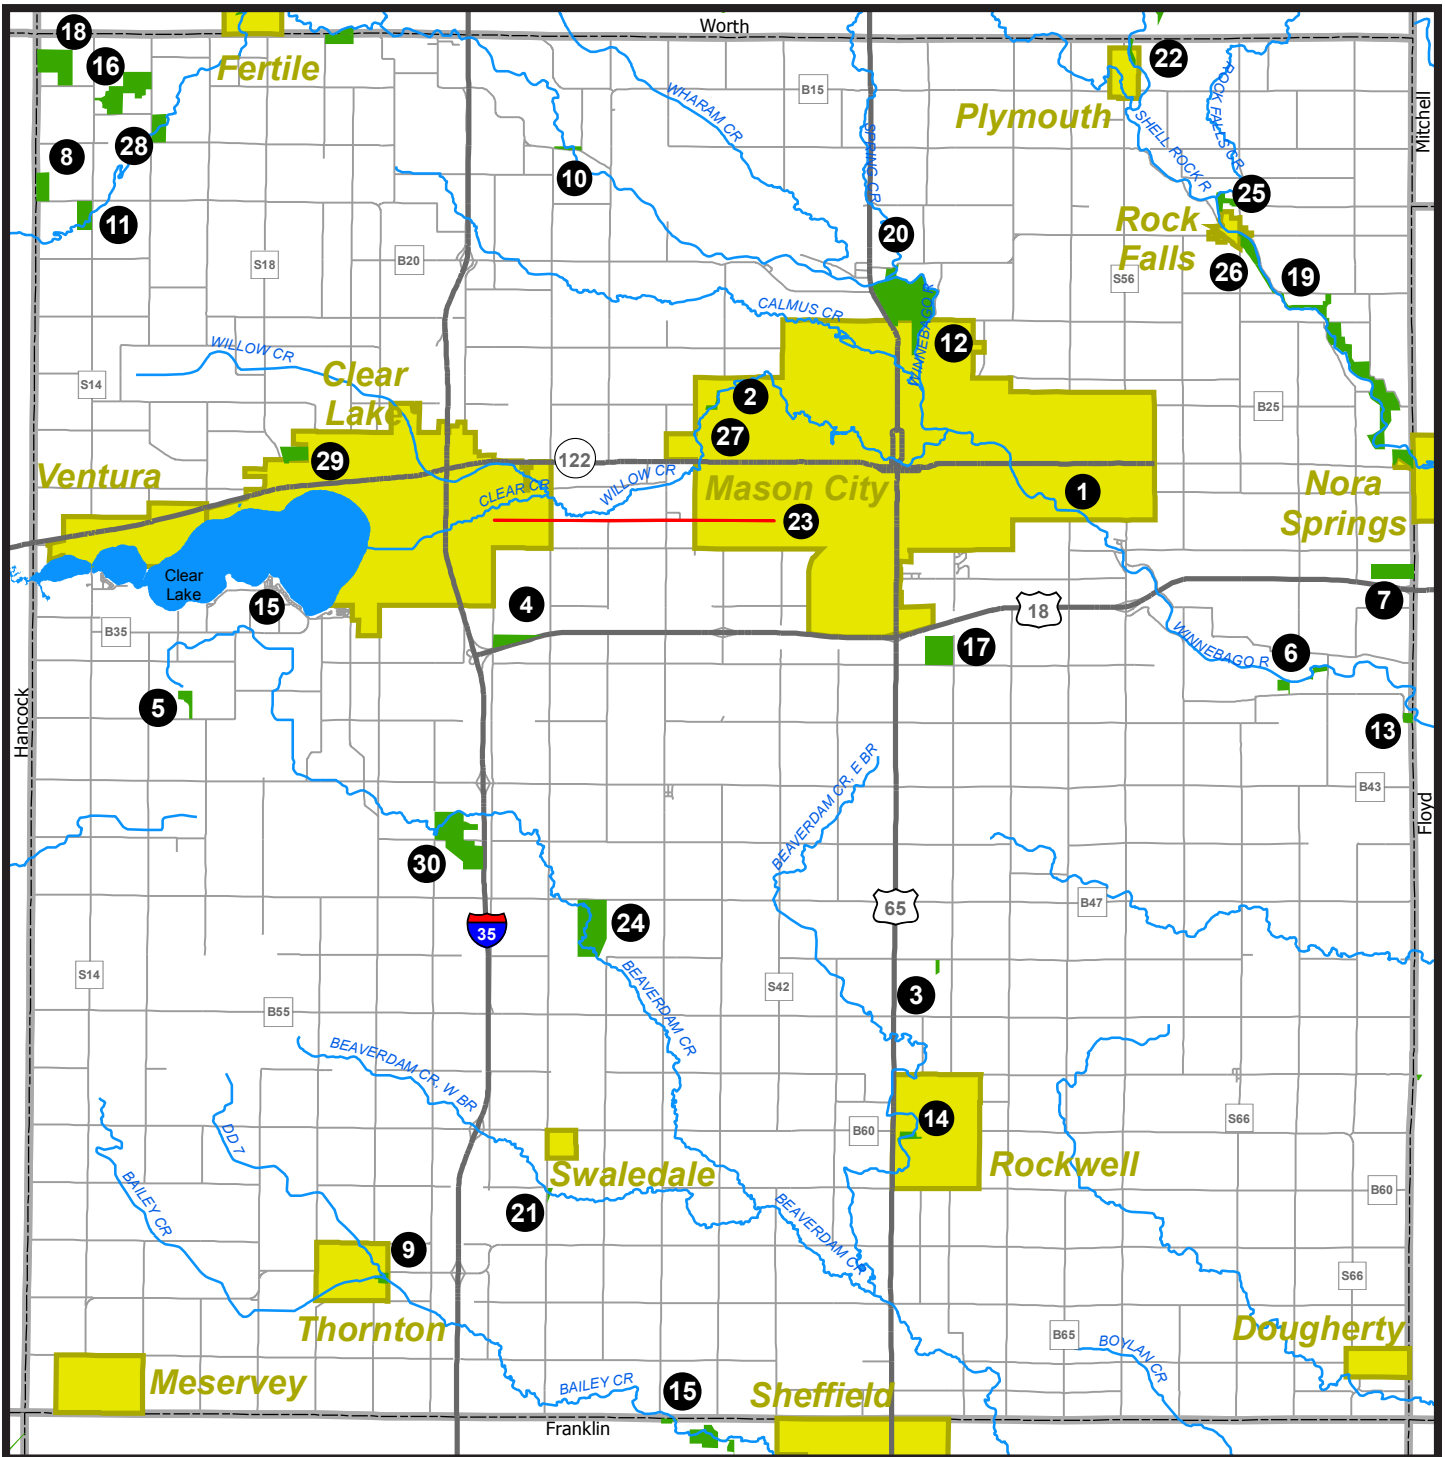 Worth
18
22
16
Fertile
B15
WHARAM CR
Plymouth
Mitchell
ROCK FALLS CR
SHELL ROCK R
SPRING CR
28
8
10
25
11
20
Rock
Falls
S18
B20
26
19
S56
CALMUS CR
WINNEBAGO R
12
WILLOW CR
Clear
Lake
S14
2
B25
27
29
122
Ventura
WILLOW CR
CLEAR CR
Mason City
1
Nora
Springs
23
Clear
Lake
15
4
18
7
B35
17
WINNEBAGO R
6
5
Hancock
13
B43
Floyd
BEAVERDAM CR, E BR
30
65
B47
24
35
S14
BEAVERDAM CR
S42
3
B55
BEAVERDAM CR, W BR
14
S66
B60
DD 7
Rockwell
Swaledale
BAILEY CR
B60
21
BEAVERDAM CR
9
S66
Thornton
B65
BOYLAN CR
Dougherty
Meservey
BAILEY CR
15
Sheffield
Franklin